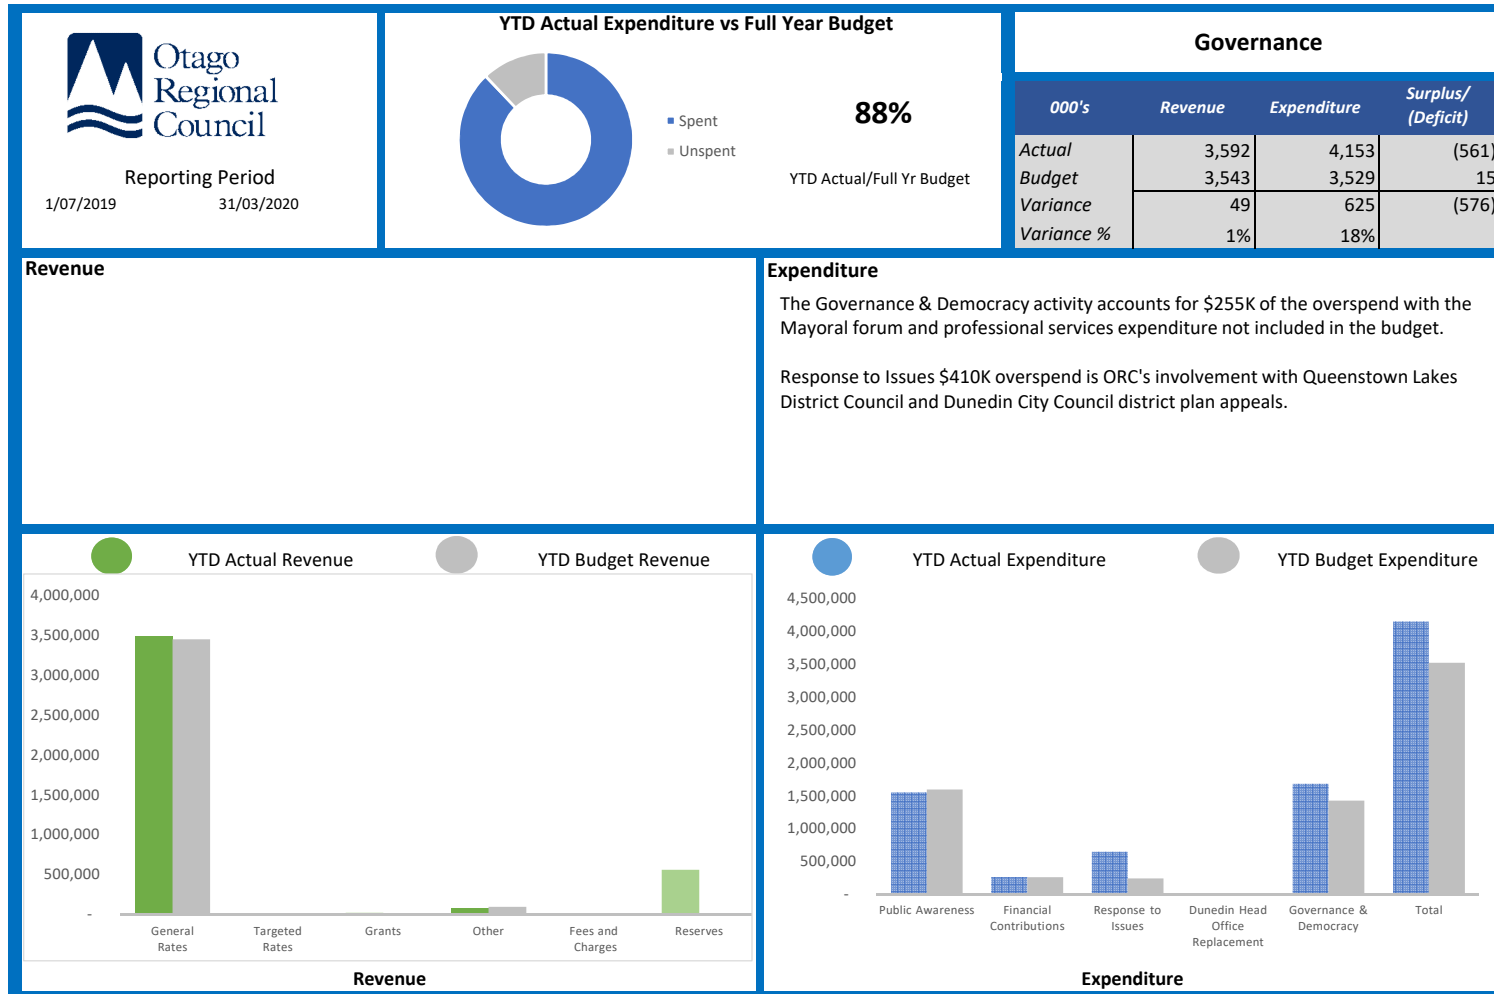 Otago
Regional
Council
Reporting Period
1/07/2019 31/03/2020
YTD Actual Expenditure vs Full Year Budget
Spent
Unspent
88%
YTD Actual/Full Yr Budget
Governance
000's Revenue Expenditure Surplus/
(Deficit)
Actual 3,592 4,153 (561)
Budget 3,543 3,529 15
Variance 49 625 (576)
Variance % 1% 18%
Revenue
Expenditure
The Governance & Democracy activity accounts for $255K of the overspend with the
Mayoral forum and professional services expenditure not included in the budget.
Response to Issues $410K overspend is ORC's involvement with Queenstown Lakes
District Council and Dunedin City Council district plan appeals.
YTD Actual Revenue YTD Budget Revenue
4,000,000
3,500,000
3,000,000
2,500,000
2,000,000
1,500,000
1,000,000
500,000
-
General
Rates
Targeted
Rates
Grants
Other
Fees and
Charges
Reserves
Revenue
YTD Actual Expenditure YTD Budget Expenditure
4,500,000
4,000,000
3,500,000
3,000,000
2,500,000
2,000,000
1,500,000
1,000,000
500,000
-
Public Awareness
Financial
Contributions
Response to
Issues
Dunedin Head
Office
Replacement
Governance &
Democracy
Total
Expenditure